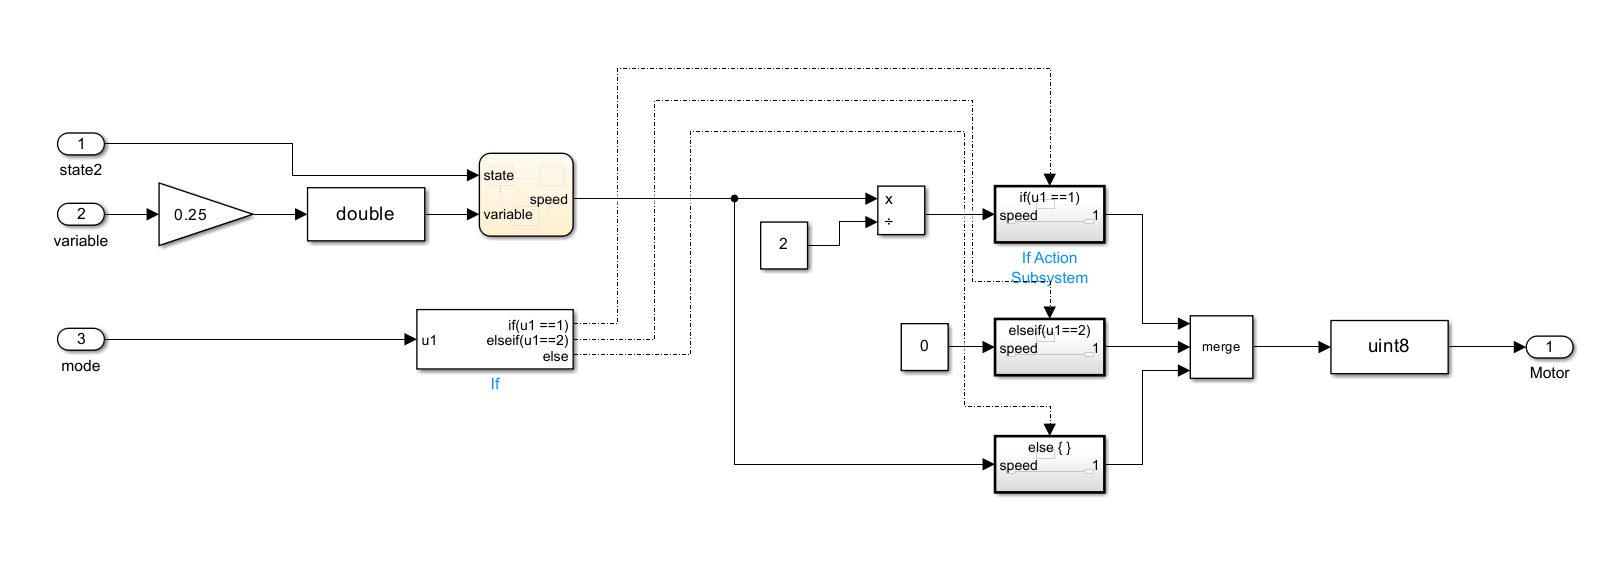 1
state2
2
variable
0.25
double
state
variable
speed
3
mode
u1
if(u1 ==1)
elseif(u1==2)
else
If
2
x
÷
if(u1 ==1)
speed
1
If Action
Subsystem
0
elseif(u1==2)
speed
1
else { }
speed
1
merge
uint8
1
Motor